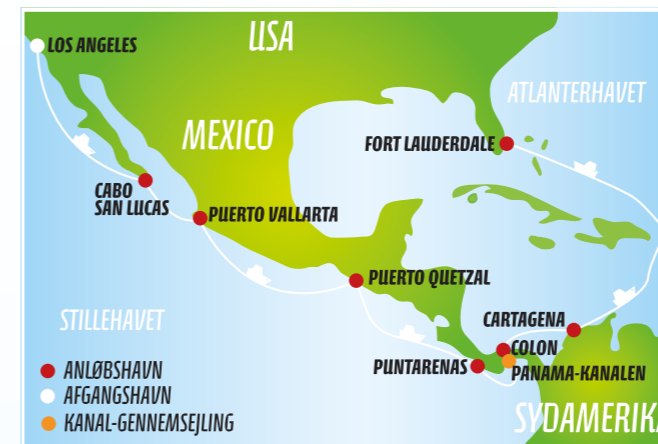 USA
LOS ANGELES
ATLANTERHAVET
MEXICO
FORT LAUDERDALE
CABO
SAN LUCAS
PUERTO VALLARTA
PUERTO QUETZAL
STILLEHAVET
CARTAGENA
COLON
PUNTARENAS
PANAMA-KANALEN
ANLØBSHAVN
AFGANGSHAVN
KANAL-GENNEMSEJLING
SYDAMERIKA